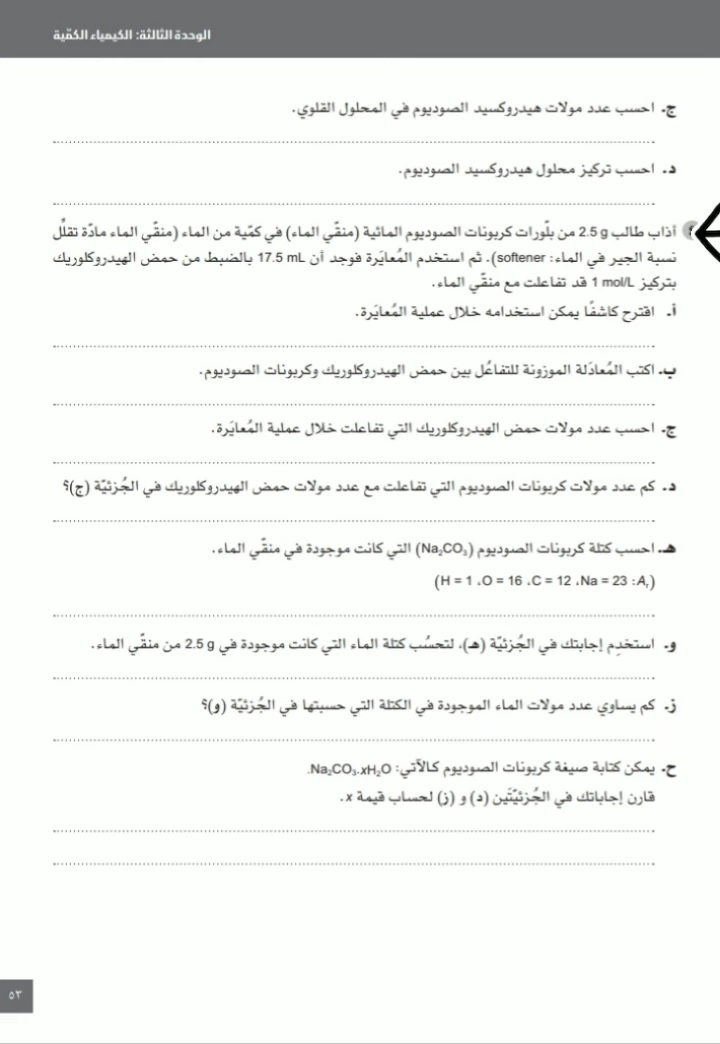 الوحدة الثالثة: الكيمياء الكمّية
ج. احسب عدد مولات هيدروكسيد الصوديوم في المحلول القلوي.
د. احسب تركيز محلول هيدروكسيد الصوديوم.
أذاب طالب 2.5 g من بلّورات كربونات الصوديوم المائية (منقّي الماء) في كمّية من الماء (منقّي الماء مادّة تقلِّل
نسبة الجير في الماء: softener). ثم استخدم المُعايَرة فوجد أن 17.5 mL بالضبط من حمض الهيدروكلوريك
بتركيز 1 mol/L قد تفاعلت مع منقّي الماء.
أ. اقترح كاشفًا يمكن استخدامه خلال عملية المُعايَرة.
ب. اكتب المُعادَلة الموزونة للتفاعُل بين حمض الهيدروكلوريك وكربونات الصوديوم.
ج. احسب عدد مولات حمض الهيدروكلوريك التي تفاعلت خلال عملية المُعايَرة.
د. كم عدد مولات كربونات الصوديوم التي تفاعلت مع عدد مولات حمض الهيدروكلوريك في الجُزئيّة (ج)؟
هـ. احسب كتلة كربونات الصوديوم (Na₂CO₃) التي كانت موجودة في منقّي الماء.
(Aᵣ: Na = 23، C = 12، O = 16، H = 1)
و. استخدِم إجابتك في الجُزئيّة (هـ)، لتحسُب كتلة الماء التي كانت موجودة في 2.5 g من منقّي الماء.
ز. كم يساوي عدد مولات الماء الموجودة في الكتلة التي حسبتها في الجُزئيّة (و)؟
ح. يمكن كتابة صيغة كربونات الصوديوم كالآتي: Na₂CO₃.xH₂O.
قارن إجاباتك في الجُزئيّتَين (د) و (ز) لحساب قيمة x.
٥٣